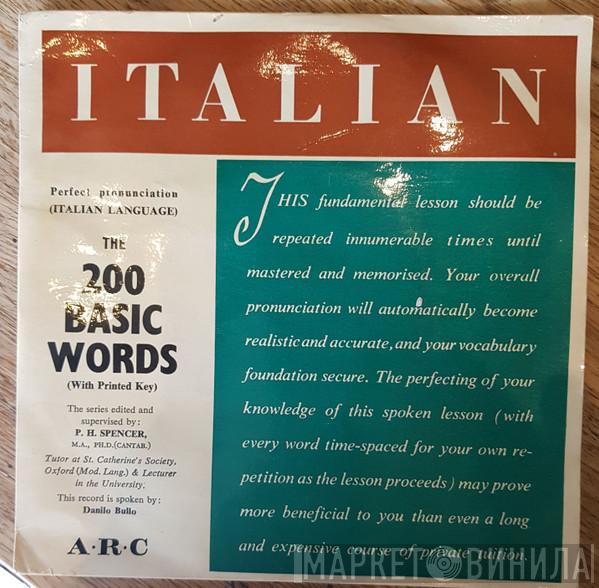 ITALIAN
Perfect pronunciation
(ITALIAN LANGUAGE)
THE
200
BASIC
WORDS
(With Printed Key)
The series edited and
supervised by:
P. H. SPENCER,
M.A., PH.D.(CANTAB.)
Tutor at St. Catherine's Society,
Oxford (Mod. Lang.) & Lecturer
in the University.
This record is spoken by:
Danilo Bullo
A·R·C
THIS fundamental lesson should be
repeated innumerable times until
mastered and memorised. Your overall
pronunciation will automatically become
realistic and accurate, and your vocabulary
foundation secure. The perfecting of your
knowledge of this spoken lesson (with
every word time-spaced for your own re-
petition as the lesson proceeds) may prove
more beneficial to you than even a long
and expensive course of private tuition.
МАРКЕТ ВИНИЛА